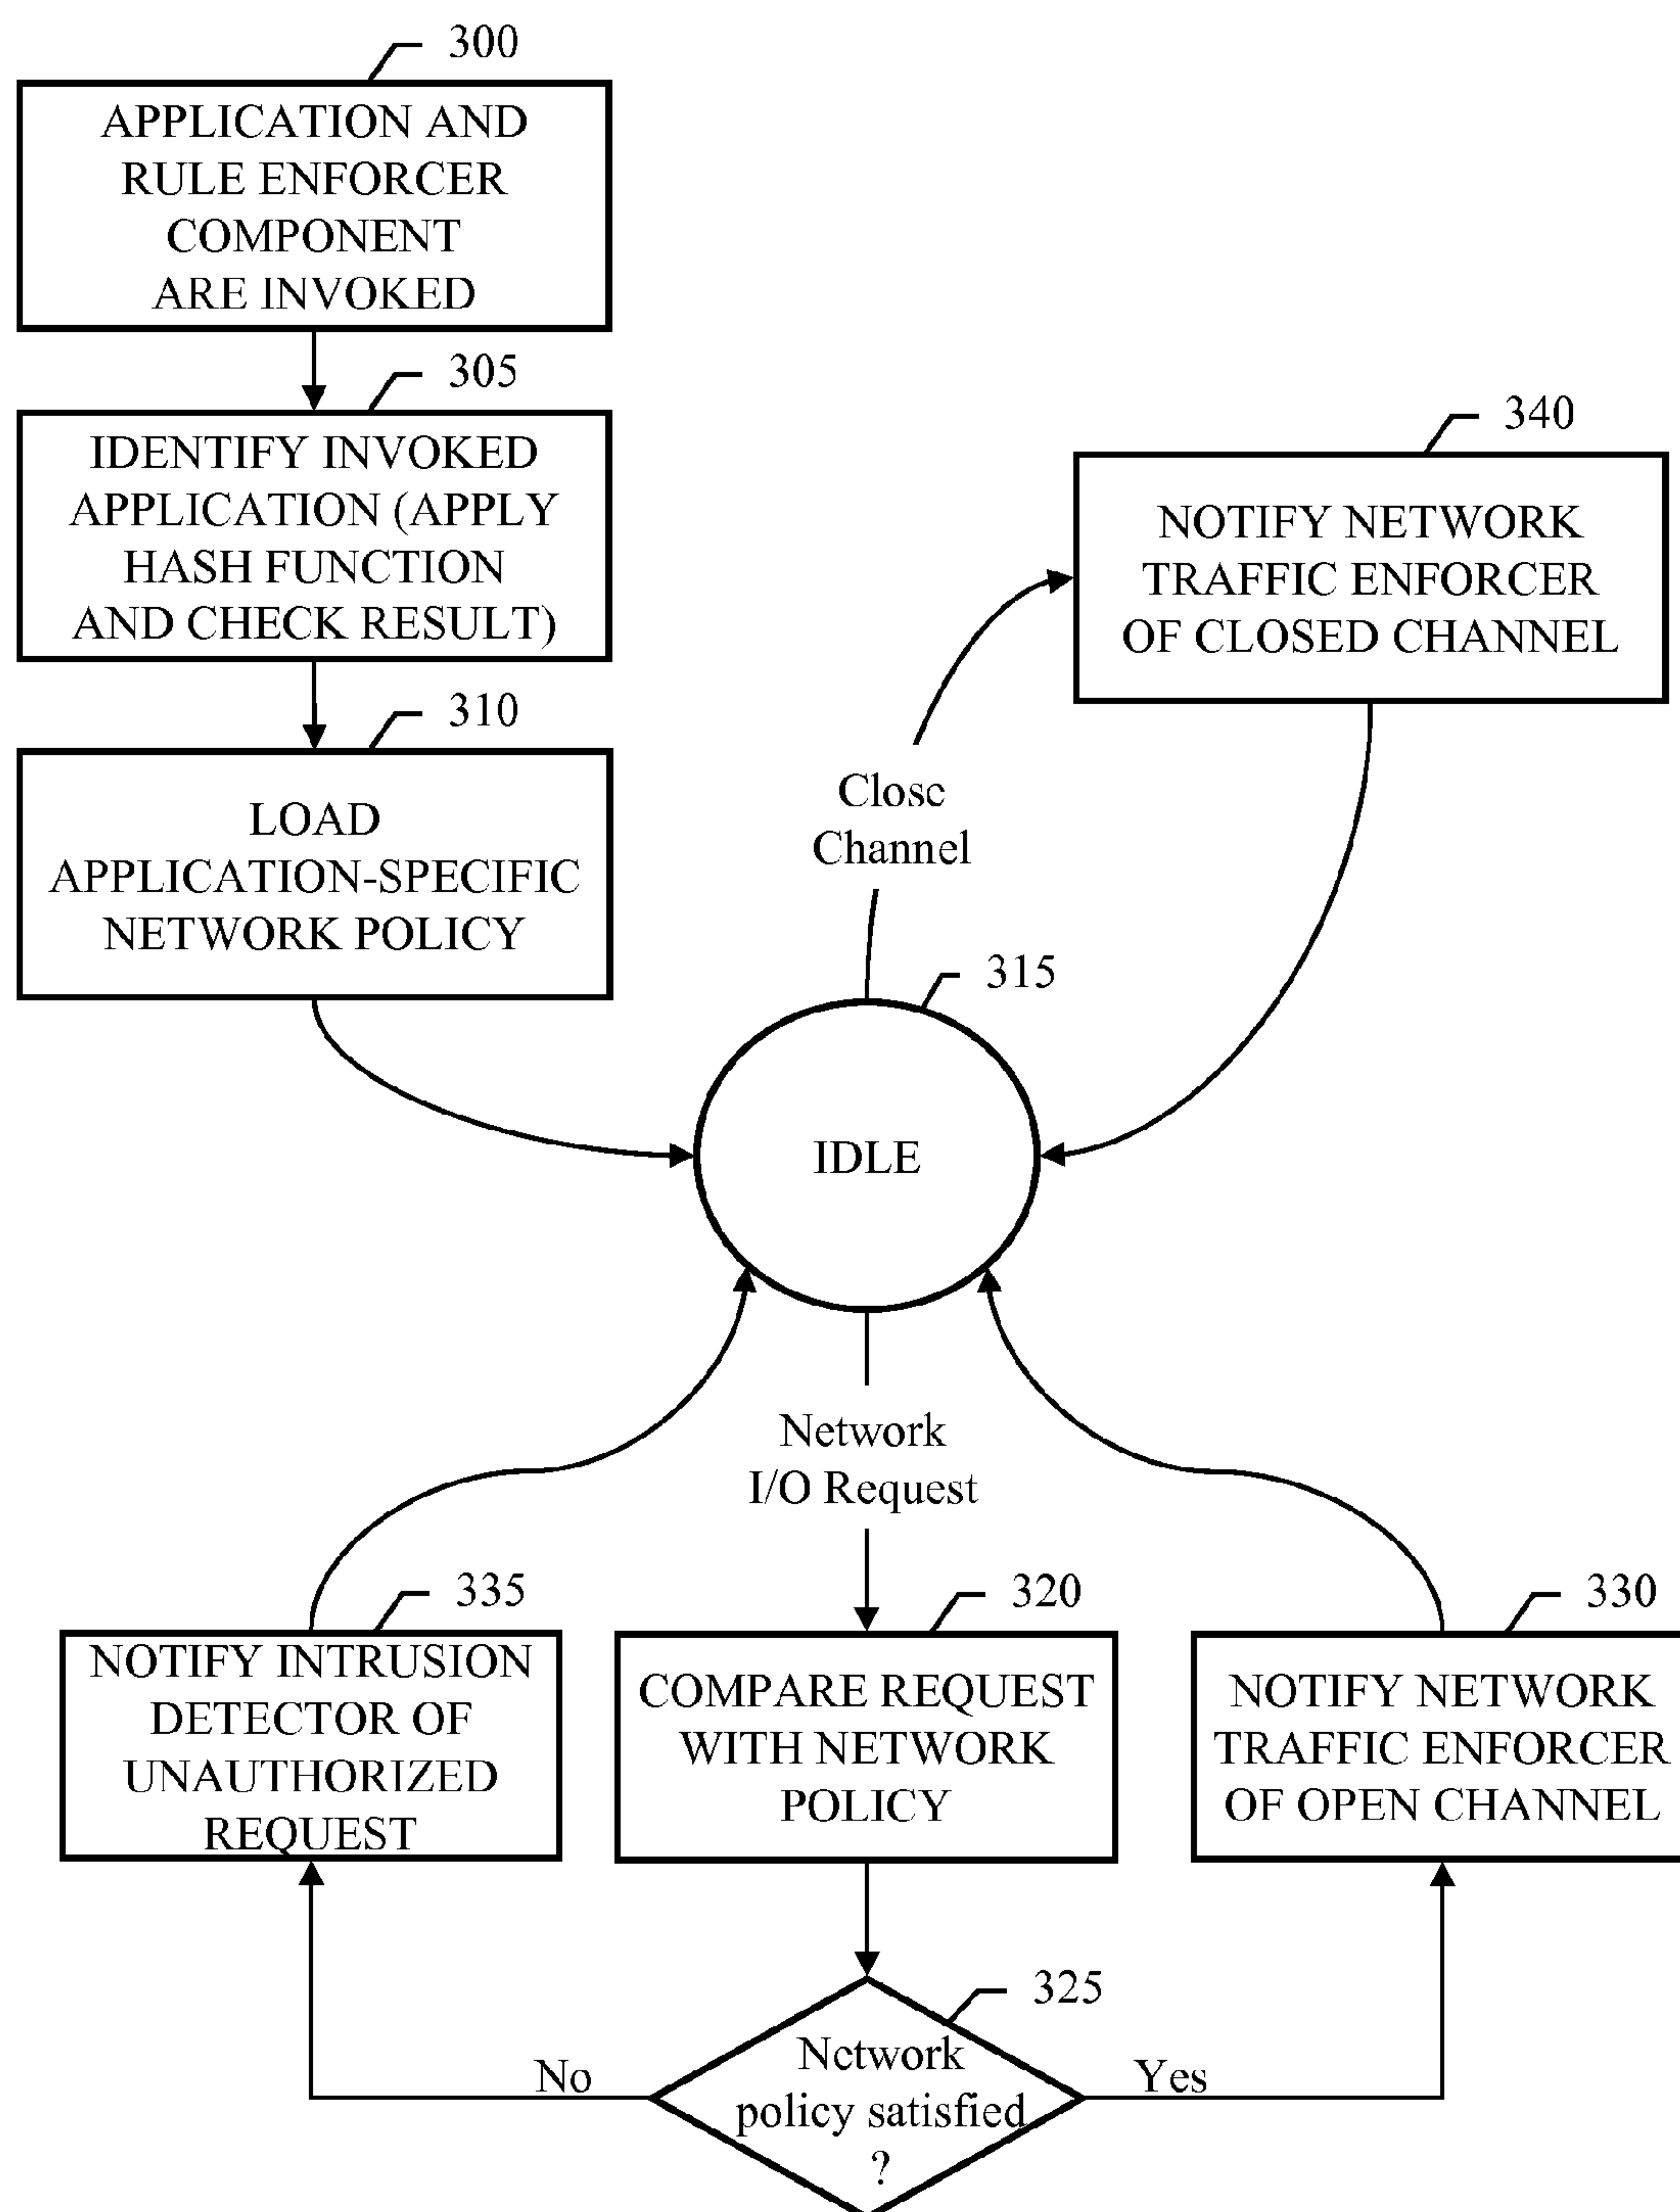 300
APPLICATION AND
RULE ENFORCER
COMPONENT
ARE INVOKED
305
IDENTIFY INVOKED
APPLICATION (APPLY
HASH FUNCTION
AND CHECK RESULT)
310
LOAD
APPLICATION-SPECIFIC
NETWORK POLICY
340
NOTIFY NETWORK
TRAFFIC ENFORCER
OF CLOSED CHANNEL
Close
Channel
315
IDLE
Network
I/O Request
335
NOTIFY INTRUSION
DETECTOR OF
UNAUTHORIZED
REQUEST
320
COMPARE REQUEST
WITH NETWORK
POLICY
330
NOTIFY NETWORK
TRAFFIC ENFORCER
OF OPEN CHANNEL
325
Network
policy satisfied
?
No
Yes